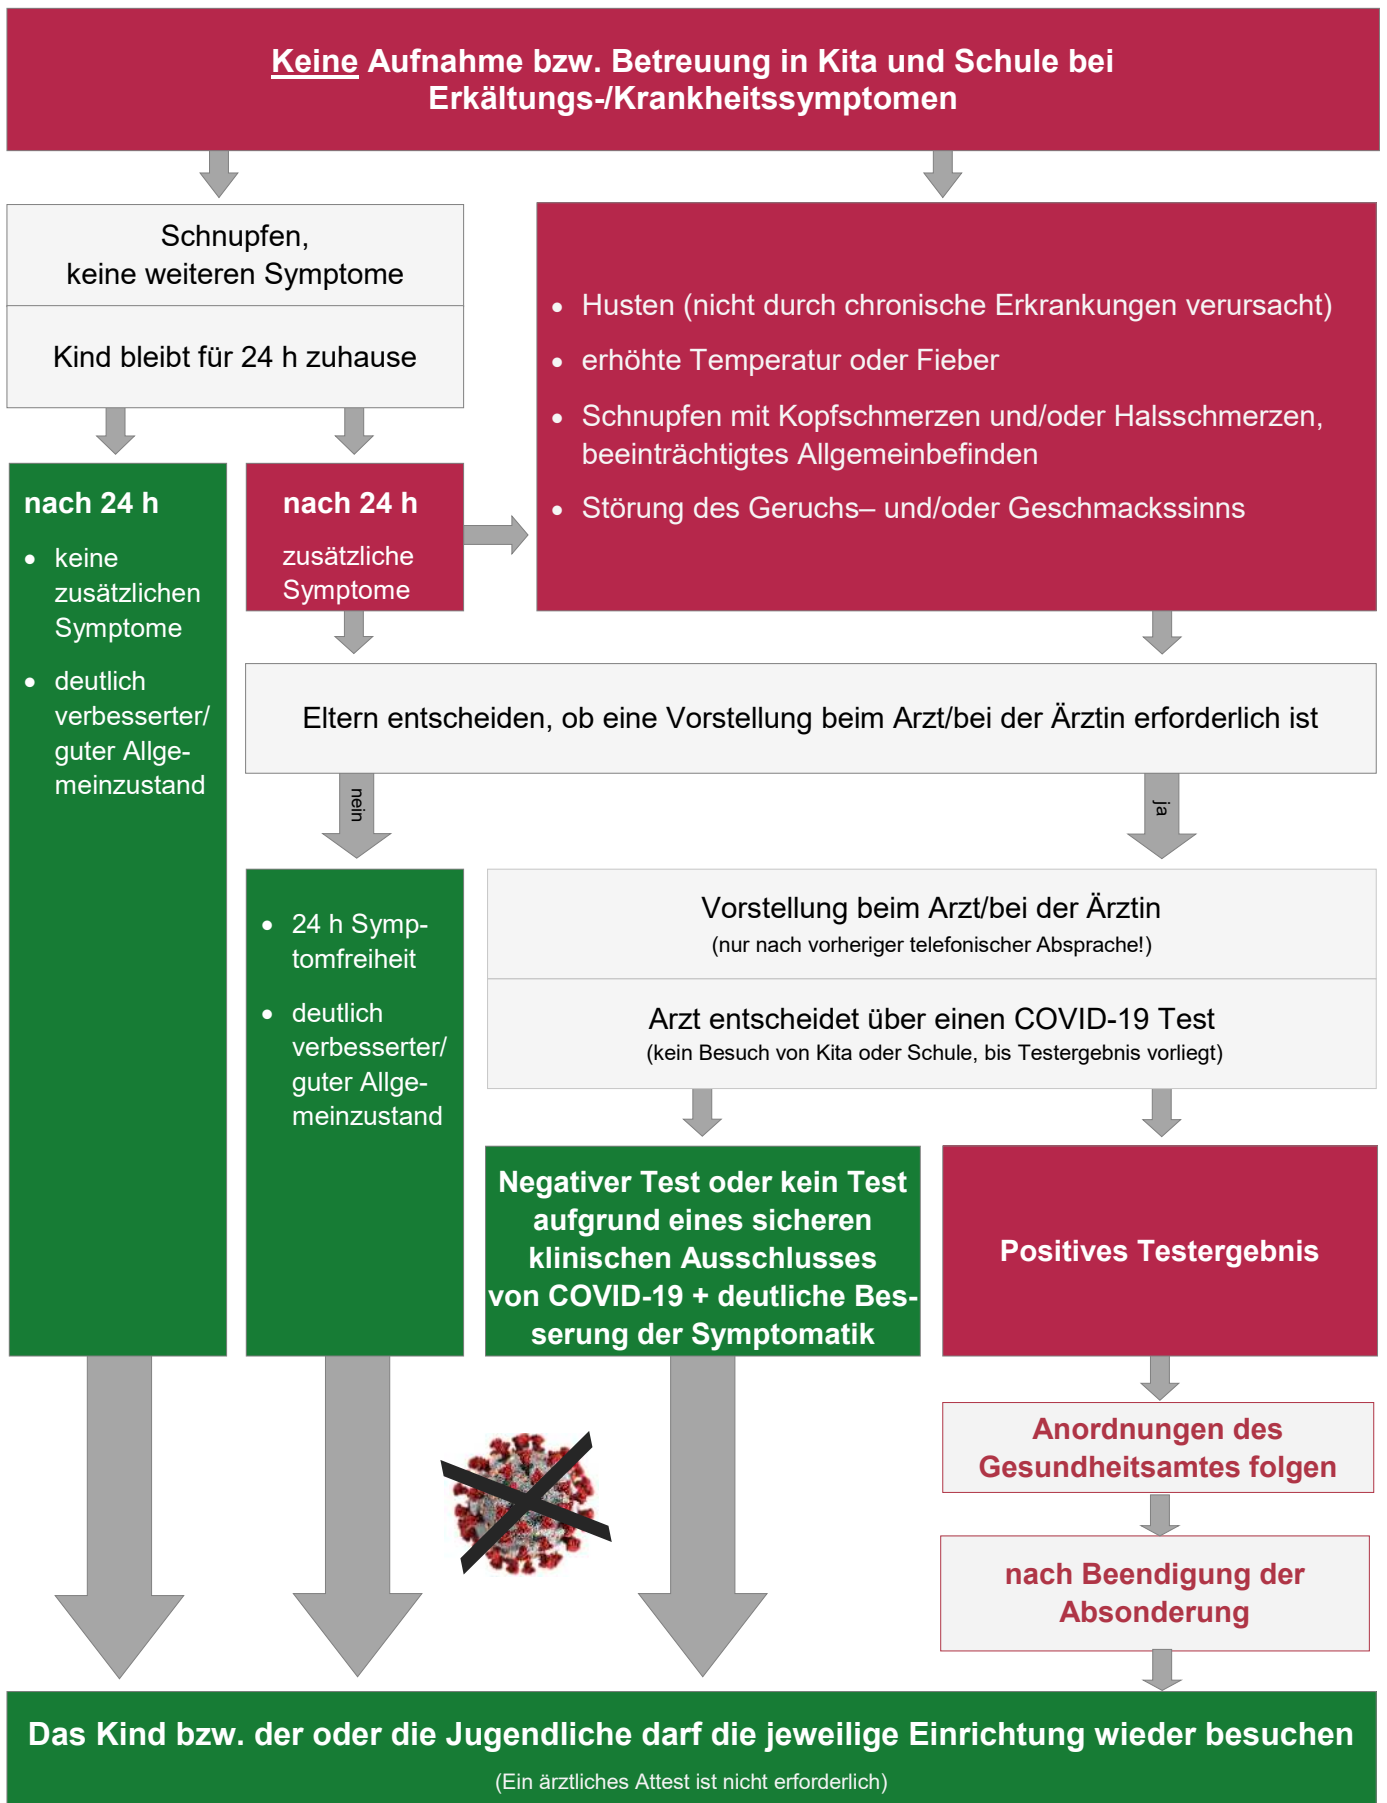 Keine Aufnahme bzw. Betreuung in Kita und Schule bei
Erkältungs-/Krankheitssymptomen
Schnupfen,
keine weiteren Symptome
Kind bleibt für 24 h zuhause
• Husten (nicht durch chronische Erkrankungen verursacht)
• erhöhte Temperatur oder Fieber
• Schnupfen mit Kopfschmerzen und/oder Halsschmerzen,
beeinträchtigtes Allgemeinbefinden
• Störung des Geruchs– und/oder Geschmackssinns
nach 24 h
• keine
zusätzlichen
Symptome
• deutlich
verbesserter/
guter Allge-
meinzustand
nach 24 h
zusätzliche
Symptome
Eltern entscheiden, ob eine Vorstellung beim Arzt/bei der Ärztin erforderlich ist
nein
ja
• 24 h Symp-
tomfreiheit
• deutlich
verbesserter/
guter Allge-
meinzustand
Vorstellung beim Arzt/bei der Ärztin
(nur nach vorheriger telefonischer Absprache!)
Arzt entscheidet über einen COVID-19 Test
(kein Besuch von Kita oder Schule, bis Testergebnis vorliegt)
Negativer Test oder kein Test
aufgrund eines sicheren
klinischen Ausschlusses
von COVID-19 + deutliche Bes-
serung der Symptomatik
Positives Testergebnis
Anordnungen des
Gesundheitsamtes folgen
nach Beendigung der
Absonderung
Das Kind bzw. der oder die Jugendliche darf die jeweilige Einrichtung wieder besuchen
(Ein ärztliches Attest ist nicht erforderlich)